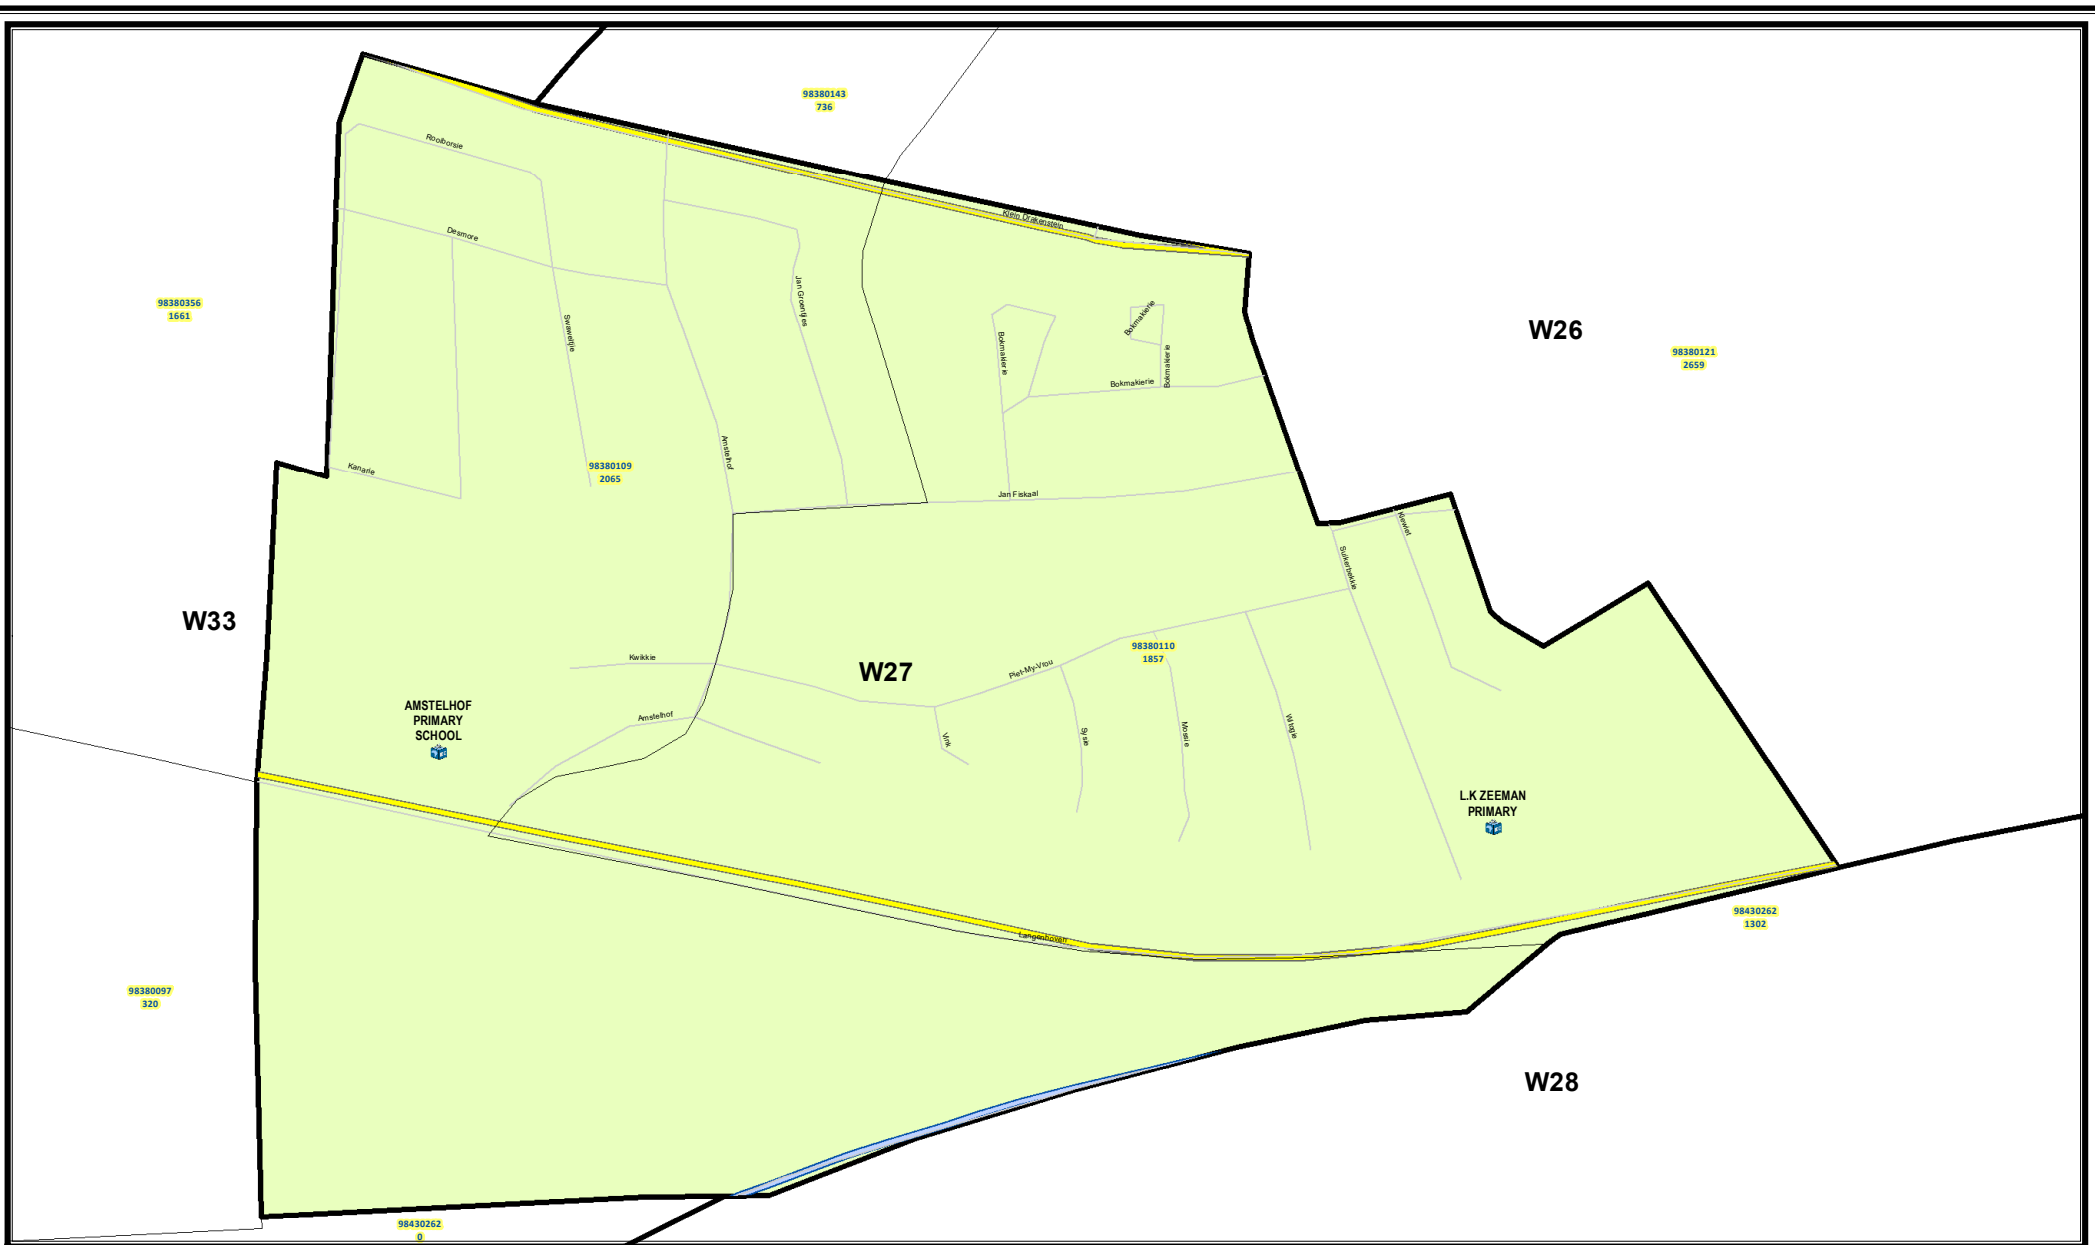 98380143
736
Rooiborsie
Klein Drakenstein
Desmore
98380356
1661
Jan Groentjies
Bokmakierie
Swaweltjie
Bokmakierie
Bokmakierie
Bokmakierie
W26
98380121
2659
Amstelhof
Kanarie
98380109
2065
Jan Fiskaal
Kiewiet
Suikerbekkie
W33
Kwikkie
W27
Piet-My-Vrou
98380110
1857
AMSTELHOF
PRIMARY
SCHOOL
Amstelhof
Vink
Sysie
Mossie
Witogie
L.K ZEEMAN
PRIMARY
98430262
1302
Langenhoven
98380097
320
W28
98430262
0